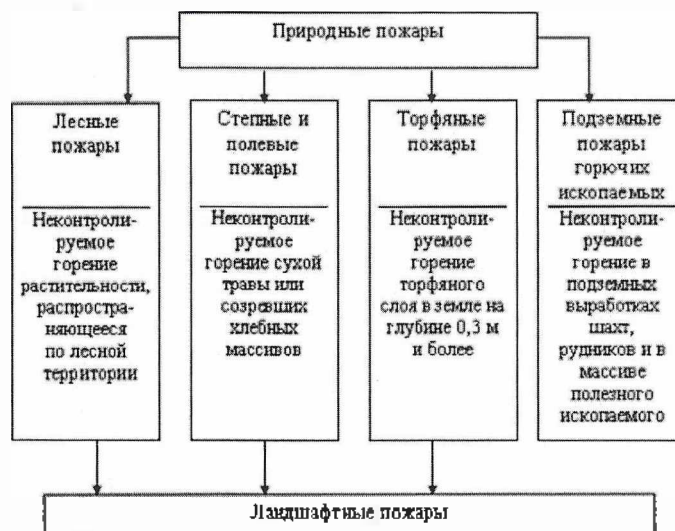 Природные пожары
Лесные
пожары
Неконтроли-
руемое
горение
растительности,
распростра-
няющееся
по лесной
территории
Степные и
полевые
пожары
Неконтроли-
руемое
горение сухой
травы или
созревших
хлебных
массивов
Торфяные
пожары
Неконтроли-
руемое
горение
торфяного
слоя в земле на
глубине 0,3 м
и более
Подземные
пожары
горючих
ископаемых
Неконтроли-
руемое
горение в
подземных
выработках
шахт,
рудников и в
массиве
полезного
ископаемого
Ландшафтные пожары